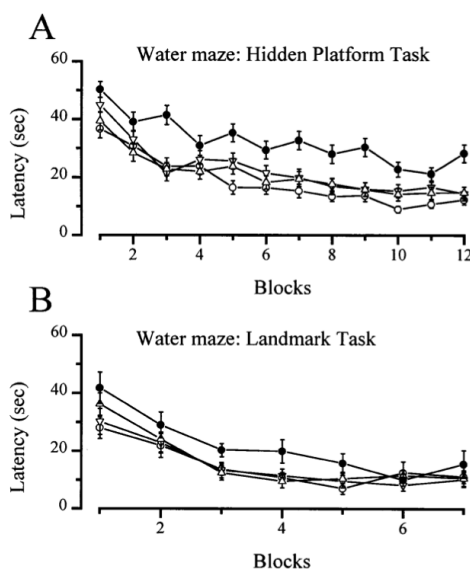 A
Water maze: Hidden Platform Task
60
40
20
0
Latency (sec)
2 4 6 8 10 12
Blocks
B
Water maze: Landmark Task
60
40
20
0
Latency (sec)
2 4 6
Blocks